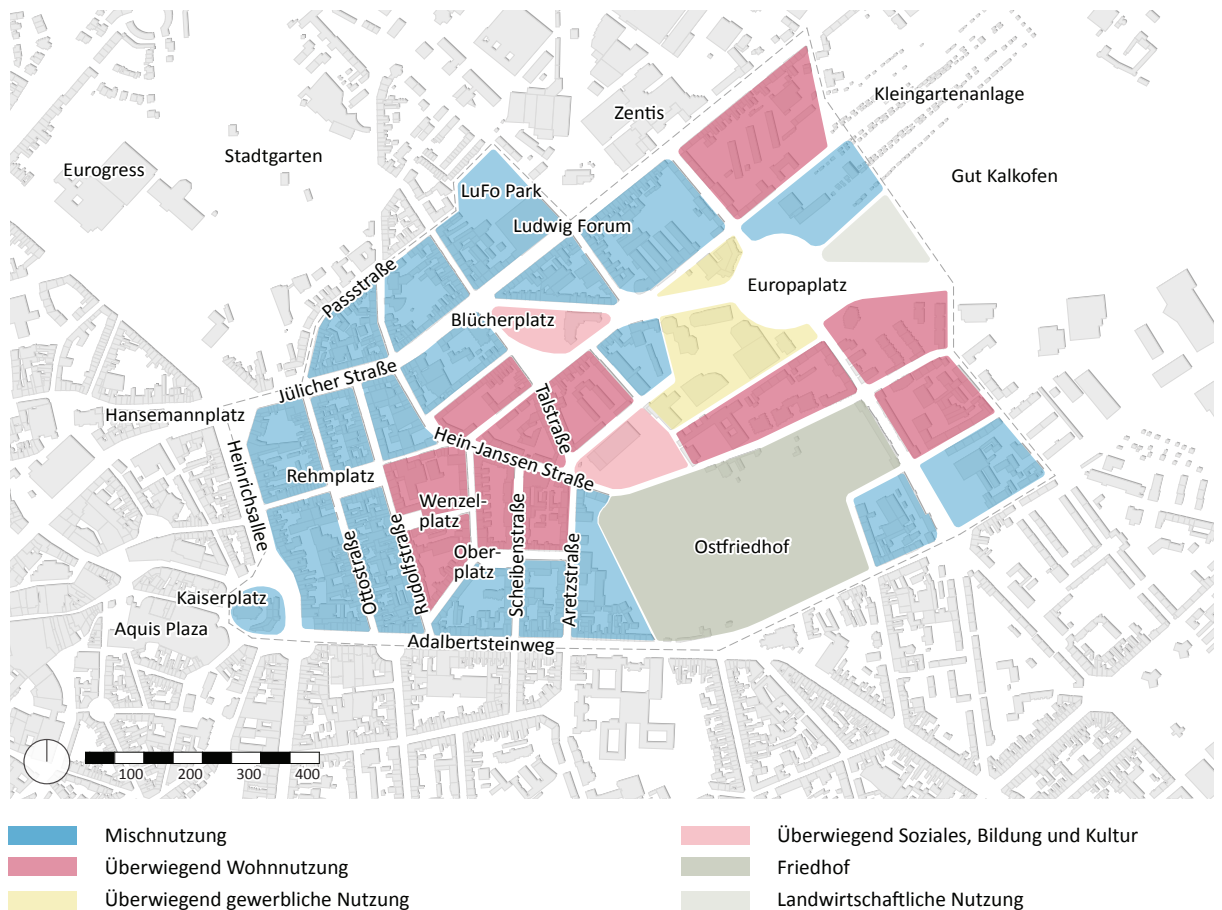 Zentis
Kleingartenanlage
Stadtgarten
Eurogress
Gut Kalkofen
LuFo Park
Ludwig Forum
Passstraße
Europaplatz
Blücherplatz
Jülicher Straße
Hansemannplatz
Talstraße
Hein-Janssen Straße
Heinrichsallee
Rehmplatz
Wenzel-
platz
Ostfriedhof
Ober-
platz
Ottostraße
Rudolfstraße
Scheibenstraße
Aretzstraße
Kaiserplatz
Aquis Plaza
Adalbertsteinweg
100 200 300 400
Mischnutzung
Überwiegend Wohnnutzung
Überwiegend gewerbliche Nutzung
Überwiegend Soziales, Bildung und Kultur
Friedhof
Landwirtschaftliche Nutzung